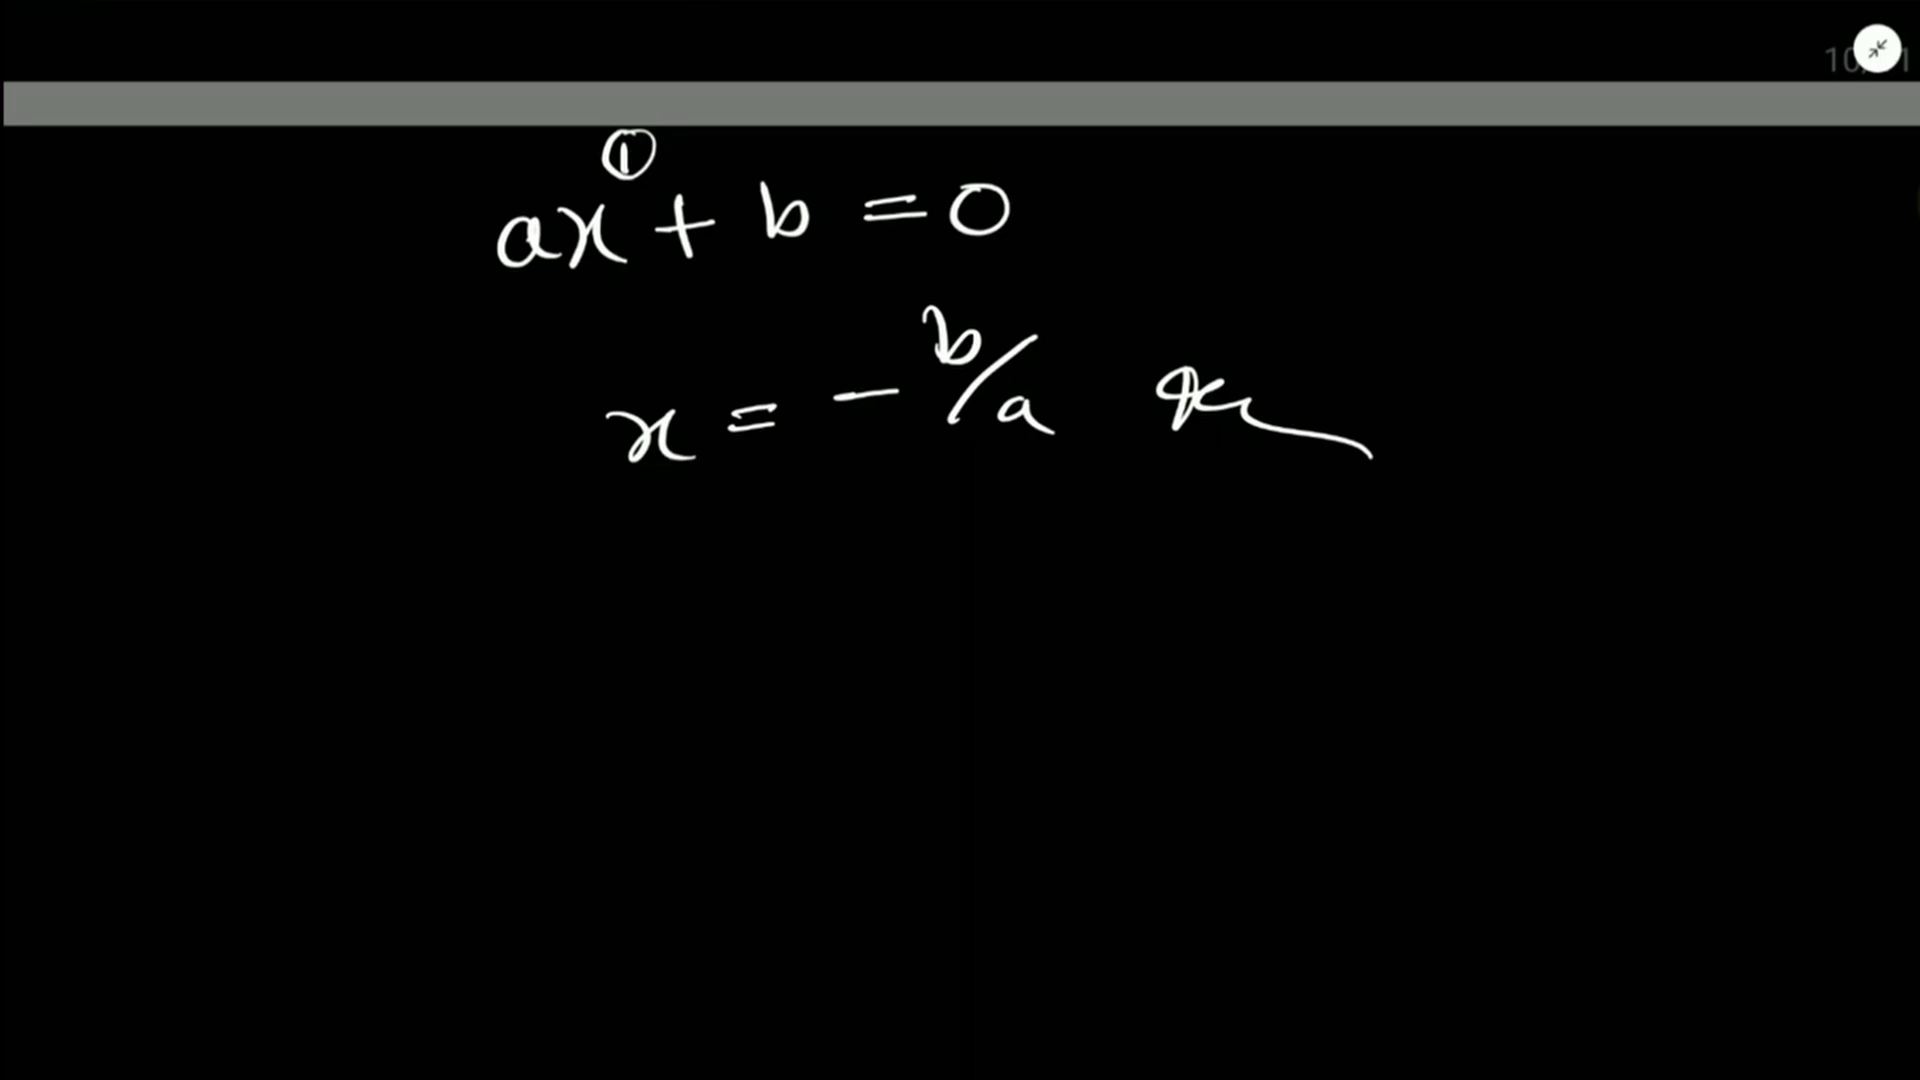 ax^① + b = 0
x = - b/a